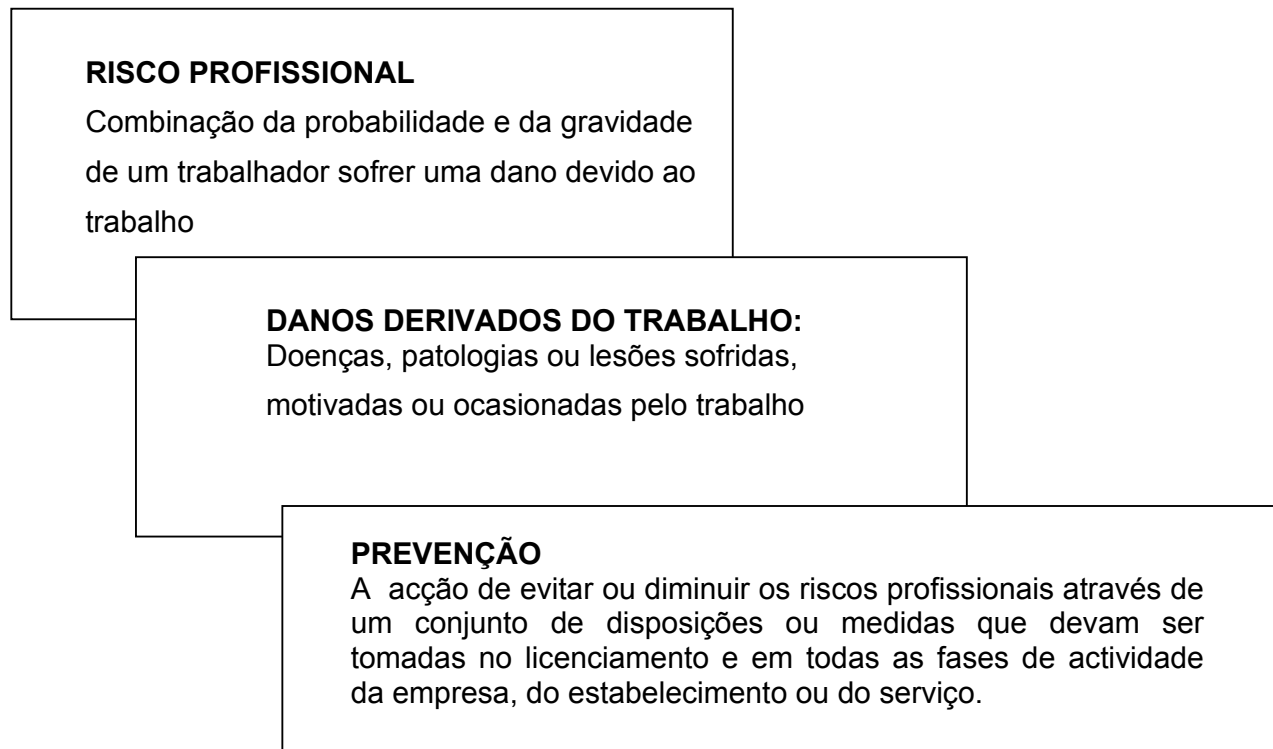 RISCO PROFISSIONAL
Combinação da probabilidade e da gravidade
de um trabalhador sofrer uma dano devido ao
trabalho
DANOS DERIVADOS DO TRABALHO:
Doenças, patologias ou lesões sofridas,
motivadas ou ocasionadas pelo trabalho
PREVENÇÃO
A acção de evitar ou diminuir os riscos profissionais através de
um conjunto de disposições ou medidas que devam ser
tomadas no licenciamento e em todas as fases de actividade
da empresa, do estabelecimento ou do serviço.